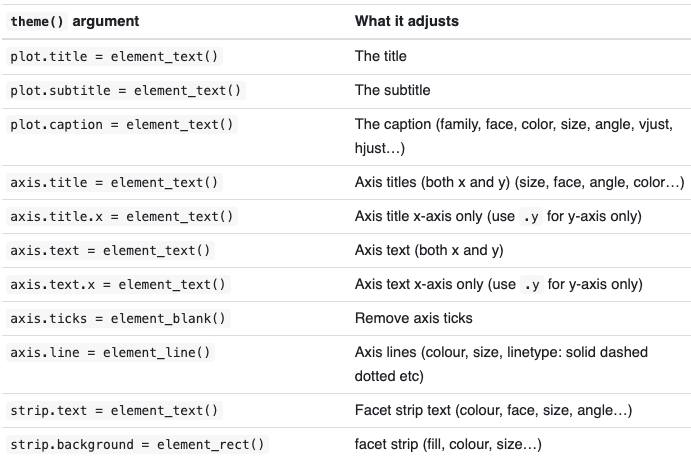 theme() argument What it adjusts
plot.title = element_text() The title
plot.subtitle = element_text() The subtitle
plot.caption = element_text() The caption (family, face, color, size, angle, vjust,
hjust…)
axis.title = element_text() Axis titles (both x and y) (size, face, angle, color…)
axis.title.x = element_text() Axis title x-axis only (use .y for y-axis only)
axis.text = element_text() Axis text (both x and y)
axis.text.x = element_text() Axis text x-axis only (use .y for y-axis only)
axis.ticks = element_blank() Remove axis ticks
axis.line = element_line() Axis lines (colour, size, linetype: solid dashed
dotted etc)
strip.text = element_text() Facet strip text (colour, face, size, angle…)
strip.background = element_rect() facet strip (fill, colour, size…)